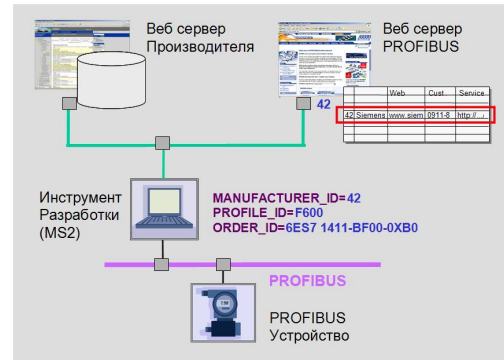 Веб сервер
Производителя
Веб сервер
PROFIBUS
42
Web Cust. Service
42 Siemens www.siem 0911-8 http://...
Инструмент
Разработки
(MS2)
MANUFACTURER_ID=42
PROFILE_ID=F600
ORDER_ID=6ES7 1411-BF00-0XB0
PROFIBUS
PROFIBUS
Устройство